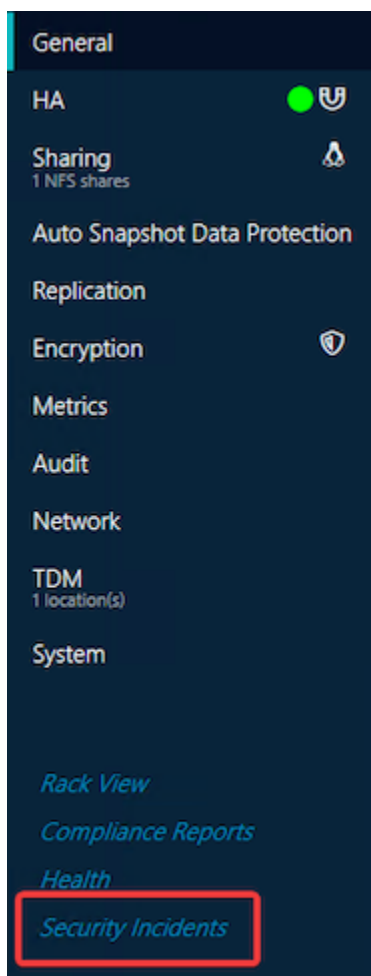 General
HA
Sharing
1 NFS shares
Auto Snapshot Data Protection
Replication
Encryption
Metrics
Audit
Network
TDM
1 location(s)
System
Rack View
Compliance Reports
Health
Security Incidents